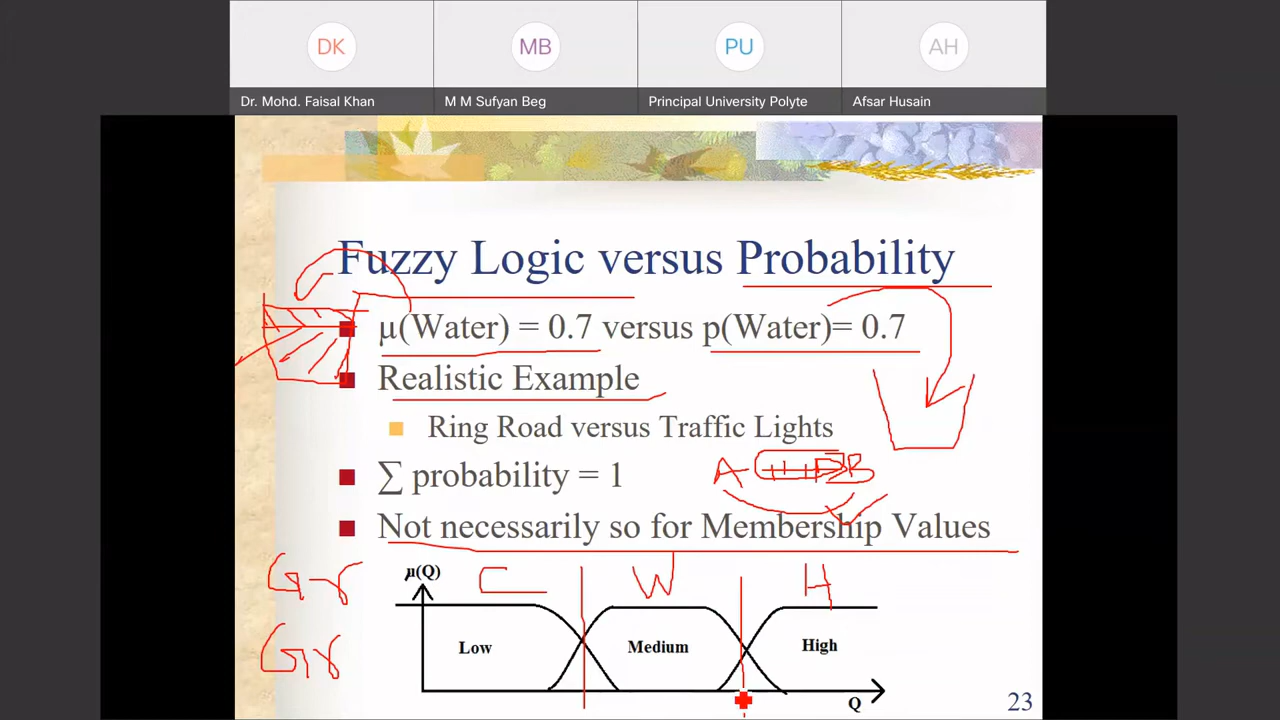 DK MB PU AH
Dr. Mohd. Faisal Khan M M Sufyan Beg Principal University Polyte Afsar Husain
Fuzzy Logic versus Probability
µ(Water) = 0.7 versus p(Water)= 0.7
Realistic Example
Ring Road versus Traffic Lights
∑ probability = 1
A B
Not necessarily so for Membership Values
µ(Q) C W H
Low Medium High
Q
23